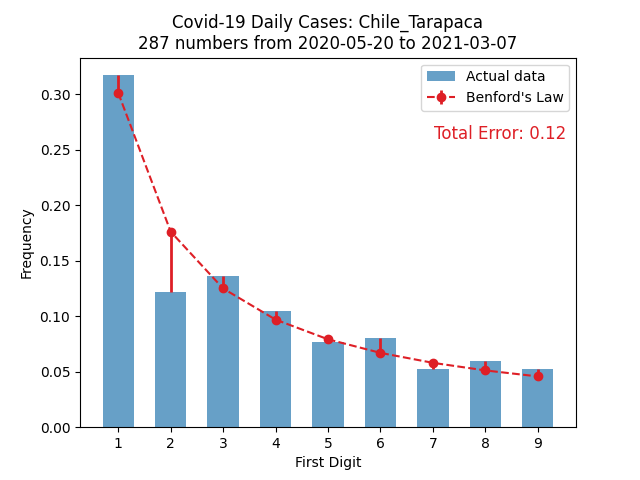 Covid-19 Daily Cases: Chile_Tarapaca
287 numbers from 2020-05-20 to 2021-03-07
Actual data
Benford's Law
Total Error: 0.12
Frequency
0.30
0.25
0.20
0.15
0.10
0.05
0.00
1 2 3 4 5 6 7 8 9
First Digit